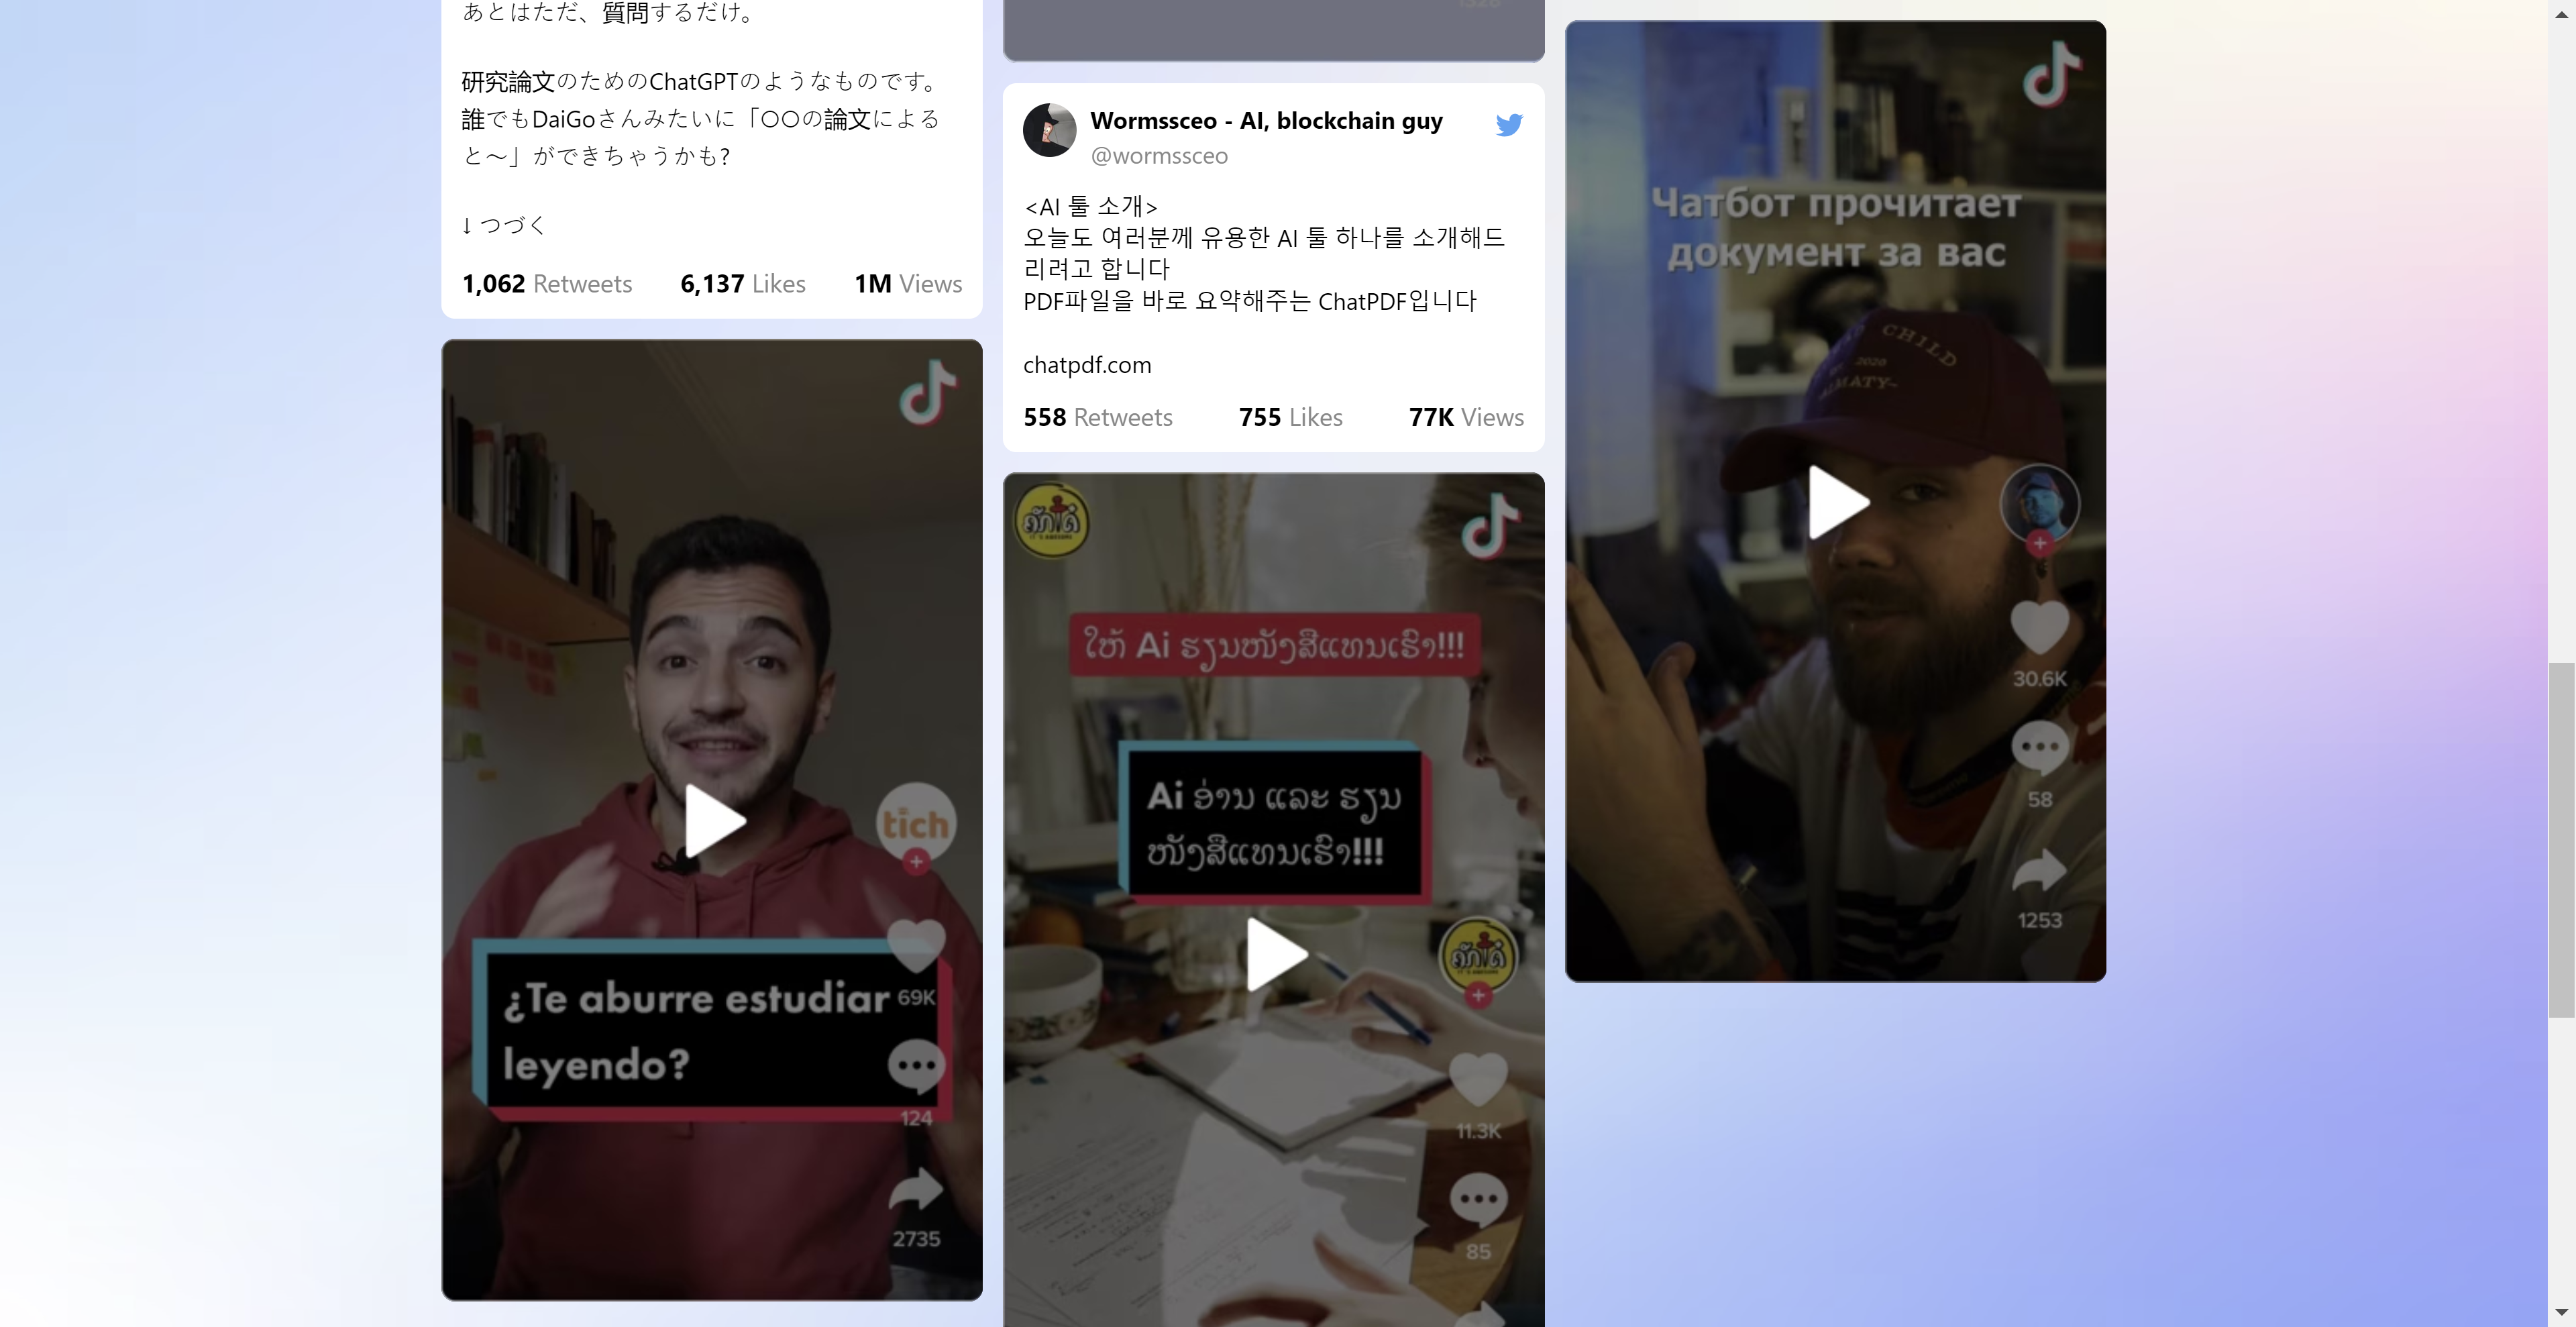 あとはただ、質問するだけ。
研究論文のためのChatGPTのようなものです。
誰でもDaiGoさんみたいに「〇〇の論文による
と〜」ができちゃうかも?
↓ つづく
1,062 Retweets 6,137 Likes 1M Views
tich
69K
¿Te aburre estudiar
leyendo?
124
2735
Wormssceo - AI, blockchain guy
@wormssceo
<AI 툴 소개>
오늘도 여러분께 유용한 AI 툴 하나를 소개해드
리려고 합니다
PDF파일을 바로 요약해주는 ChatPDF입니다
chatpdf.com
558 Retweets 755 Likes 77K Views
ໃຫ້ Ai ຮຽນໜັງສືແທນເຮົາ!!!
Ai ອ່ານ ແລະ ຮຽນ
ໜັງສືແທນເຮົາ!!!
11.3K
85
Чатбот прочитает
документ за вас
CHILD
2020
30.6K
58
1253